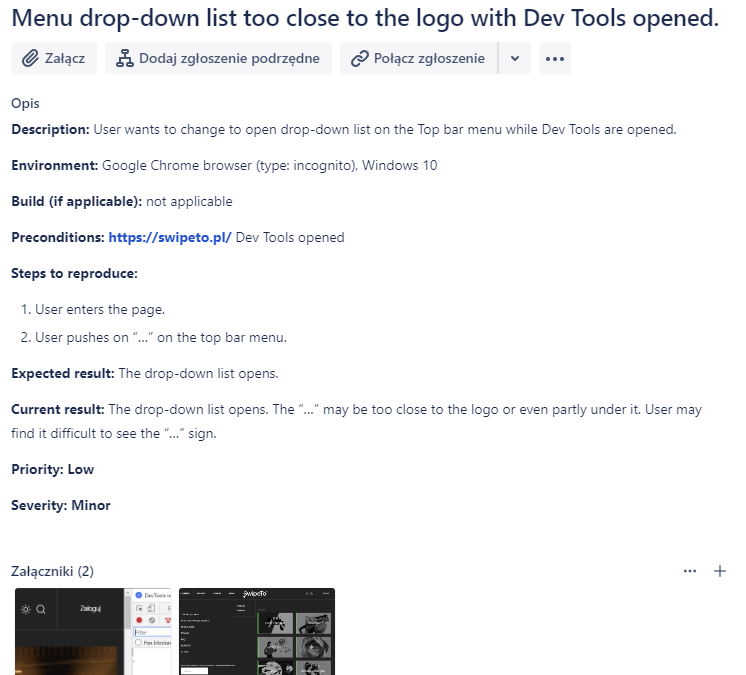 Menu drop-down list too close to the logo with Dev Tools opened.
Załącz
Dodaj zgłoszenie podrzędne
Połącz zgłoszenie
Opis
Description: User wants to change to open drop-down list on the Top bar menu while Dev Tools are opened.
Environment: Google Chrome browser (type: incognito), Windows 10
Build (if applicable): not applicable
Preconditions: https://swipeto.pl/ Dev Tools opened
Steps to reproduce:
1. User enters the page.
2. User pushes on “...” on the top bar menu.
Expected result: The drop-down list opens.
Current result: The drop-down list opens. The “...” may be too close to the logo or even partly under it. User may
find it difficult to see the “...” sign.
Priority: Low
Severity: Minor
Załączniki (2)
Zaloguj
DevTools is
Filter
Has blocked
SwipeTo